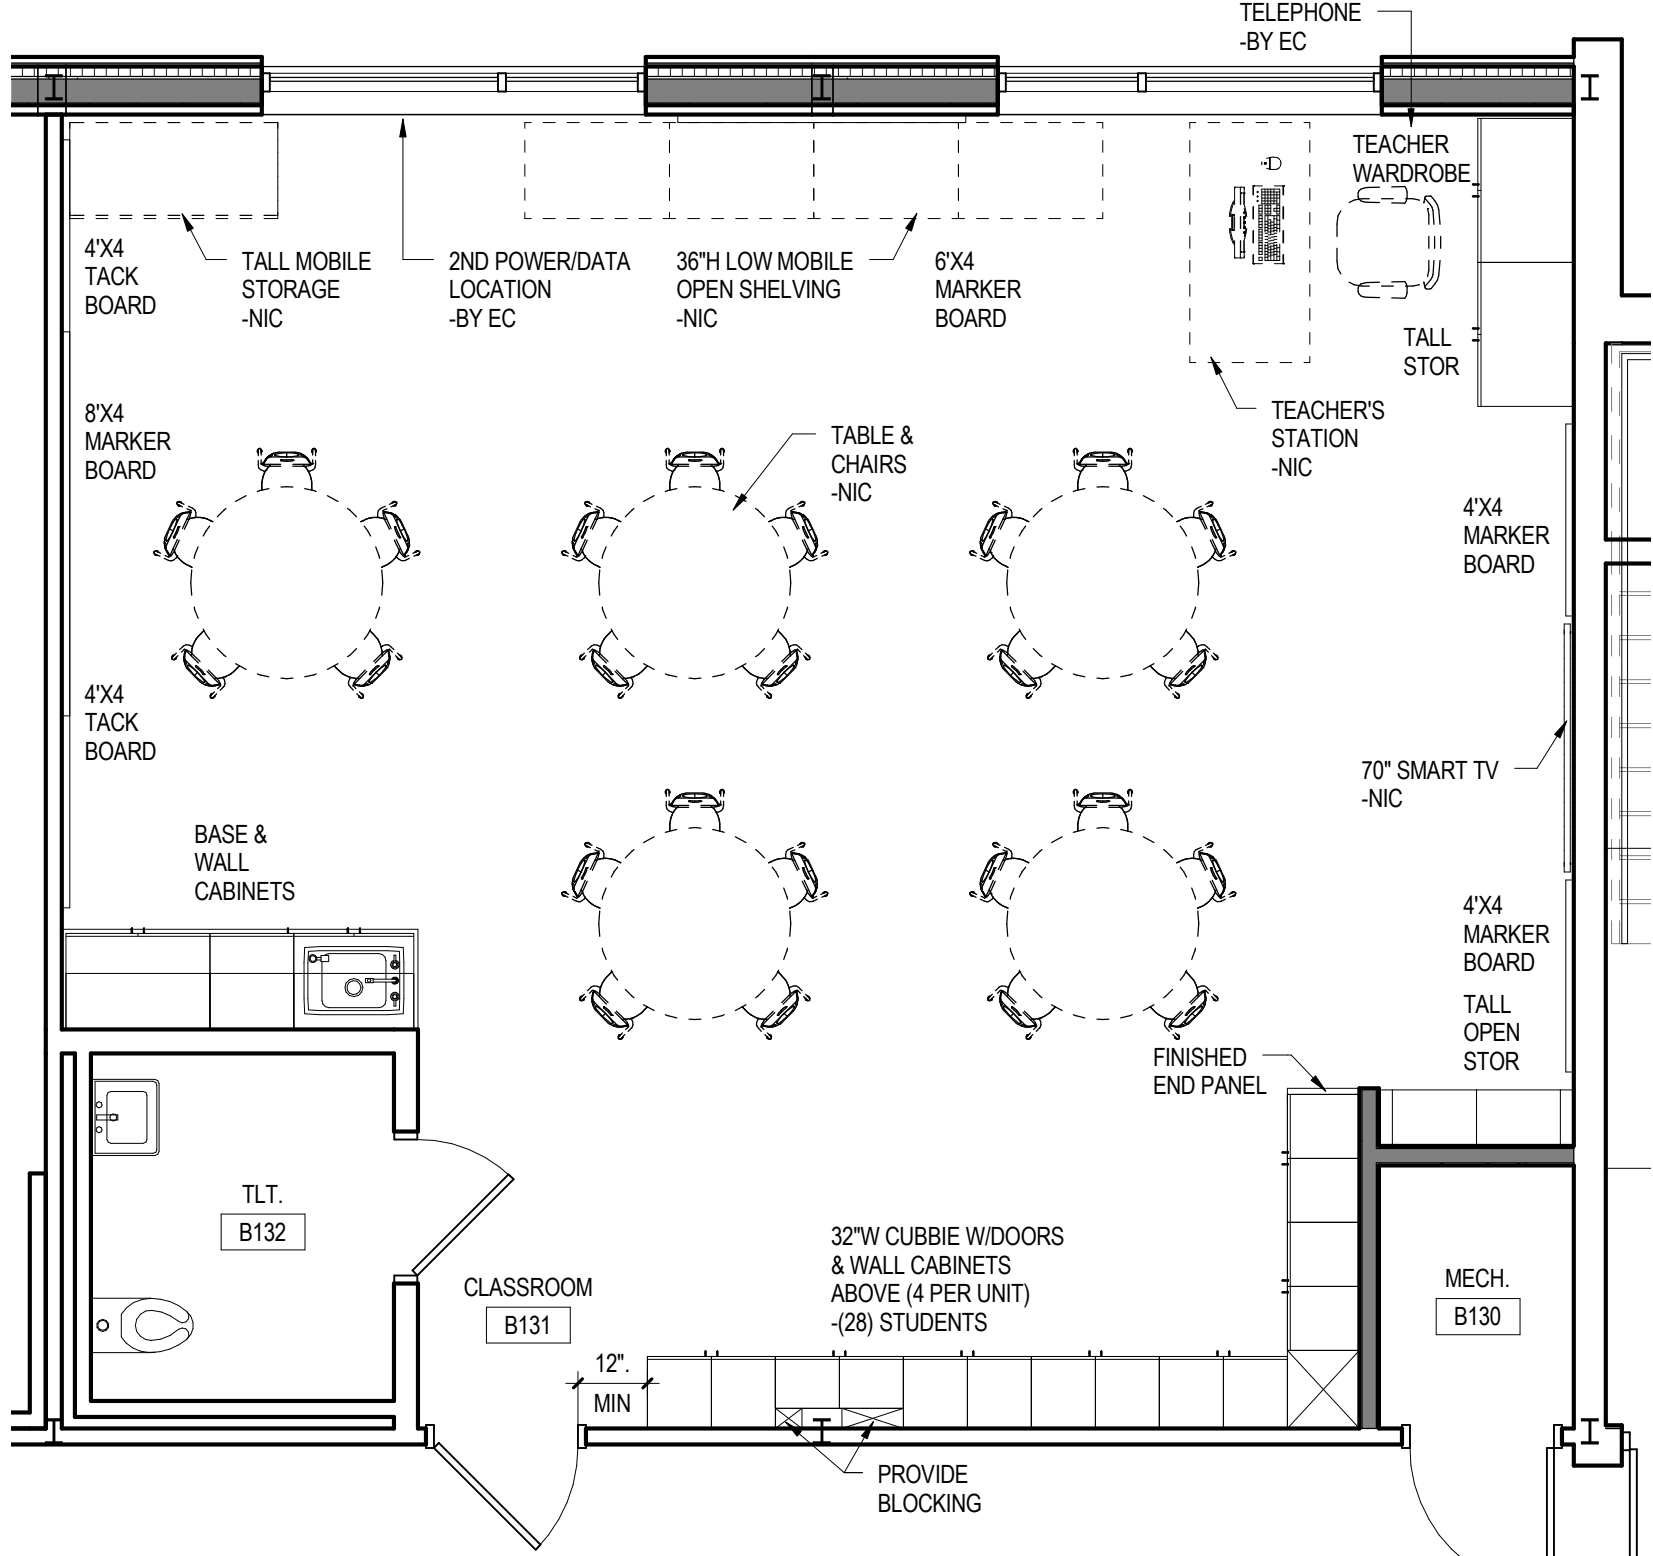 TELEPHONE
-BY EC
TEACHER
WARDROBE
4'X4
TACK
BOARD
TALL MOBILE
STORAGE
-NIC
2ND POWER/DATA
LOCATION
-BY EC
36"H LOW MOBILE
OPEN SHELVING
-NIC
6'X4
MARKER
BOARD
TALL
STOR
8'X4
MARKER
BOARD
TABLE &
CHAIRS
-NIC
TEACHER'S
STATION
-NIC
4'X4
MARKER
BOARD
4'X4
TACK
BOARD
70" SMART TV
-NIC
BASE &
WALL
CABINETS
4'X4
MARKER
BOARD
TALL
OPEN
STOR
FINISHED
END PANEL
TLT.
B132
32"W CUBBIE W/DOORS
& WALL CABINETS
ABOVE (4 PER UNIT)
-(28) STUDENTS
CLASSROOM
B131
MECH.
B130
12".
MIN
PROVIDE
BLOCKING